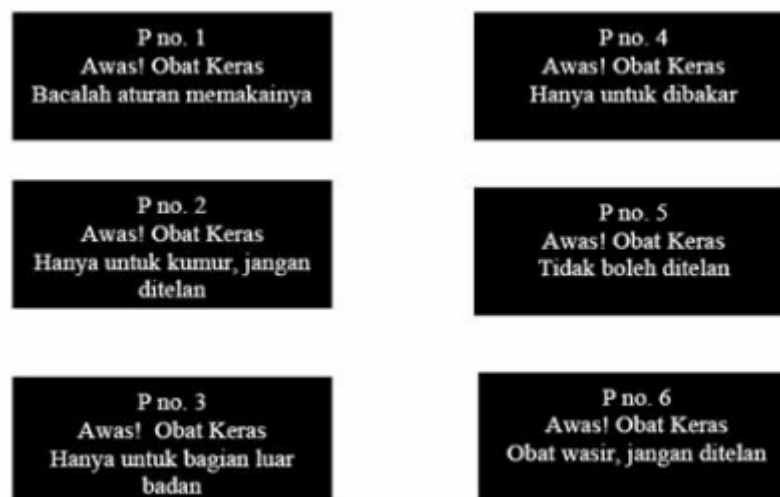 P no. 1
Awas! Obat Keras
Bacalah aturan memakainya
P no. 2
Awas! Obat Keras
Hanya untuk kumur, jangan
ditelan
P no. 3
Awas! Obat Keras
Hanya untuk bagian luar
badan
P no. 4
Awas! Obat Keras
Hanya untuk dibakar
P no. 5
Awas! Obat Keras
Tidak boleh ditelan
P no. 6
Awas! Obat Keras
Obat wasir, jangan ditelan